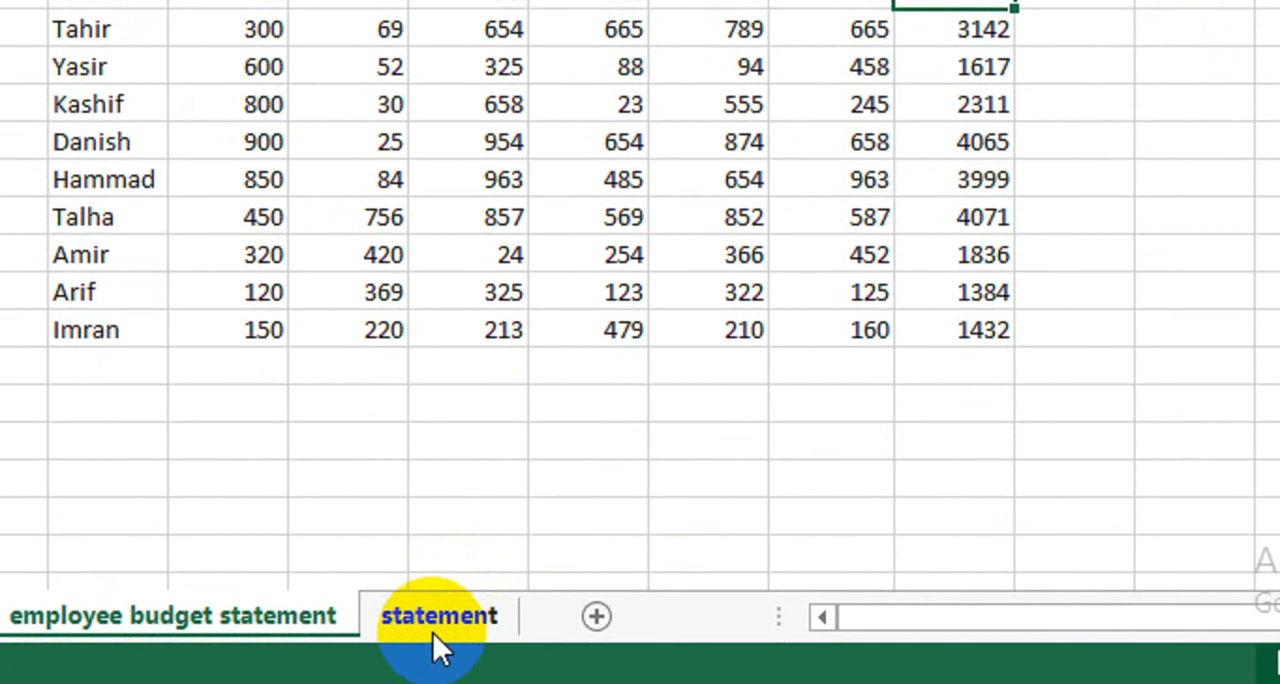 Tahir 300 69 654 665 789 665 3142
Yasir 600 52 325 88 94 458 1617
Kashif 800 30 658 23 555 245 2311
Danish 900 25 954 654 874 658 4065
Hammad 850 84 963 485 654 963 3999
Talha 450 756 857 569 852 587 4071
Amir 320 420 24 254 366 452 1836
Arif 120 369 325 123 322 125 1384
Imran 150 220 213 479 210 160 1432
A
Go
employee budget statement statement